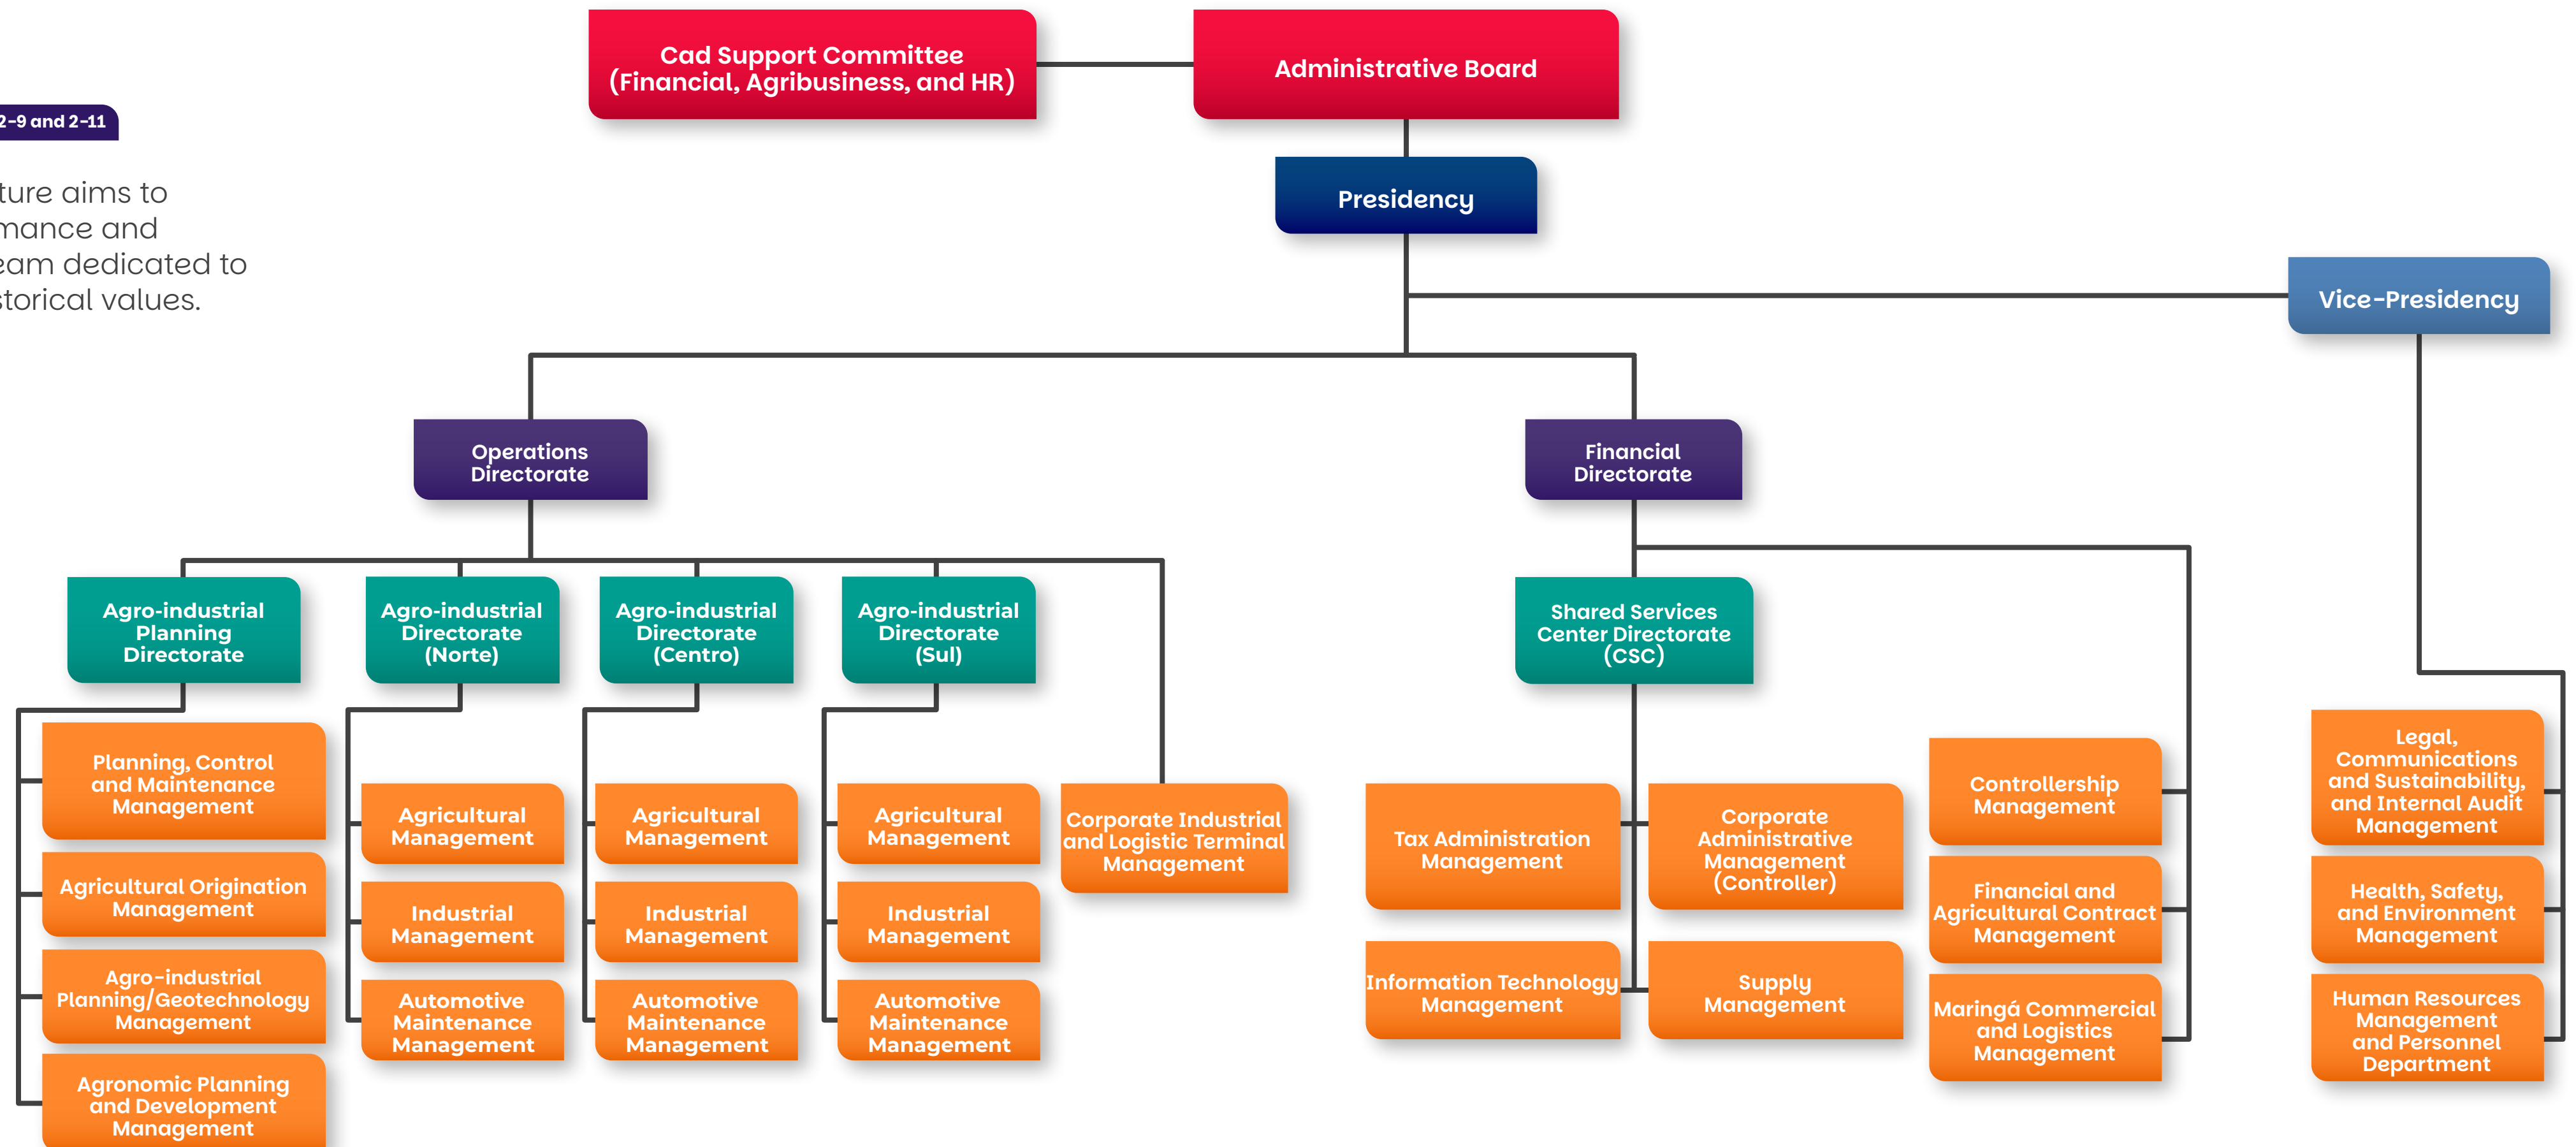 Cad Support Committee
(Financial, Agribusiness, and HR)
Administrative Board
2-9 and 2-11
ture aims to
mance and
eam dedicated to
storical values.
Presidency
Vice-Presidency
Operations
Directorate
Financial
Directorate
Agro-industrial
Planning
Directorate
Agro-industrial
Directorate
(Norte)
Agro-industrial
Directorate
(Centro)
Agro-industrial
Directorate
(Sul)
Shared Services
Center Directorate
(CSC)
Planning, Control
and Maintenance
Management
Agricultural Origination
Management
Agro-industrial
Planning/Geotechnology
Management
Agronomic Planning
and Development
Management
Agricultural
Management
Industrial
Management
Automotive
Maintenance
Management
Agricultural
Management
Industrial
Management
Automotive
Maintenance
Management
Agricultural
Management
Industrial
Management
Automotive
Maintenance
Management
Corporate Industrial
and Logistic Terminal
Management
Tax Administration
Management
Corporate
Administrative
Management
(Controller)
Information Technology
Management
Supply
Management
Controllership
Management
Financial and
Agricultural Contract
Management
Maringá Commercial
and Logistics
Management
Legal,
Communications
and Sustainability,
and Internal Audit
Management
Health, Safety,
and Environment
Management
Human Resources
Management
and Personnel
Department